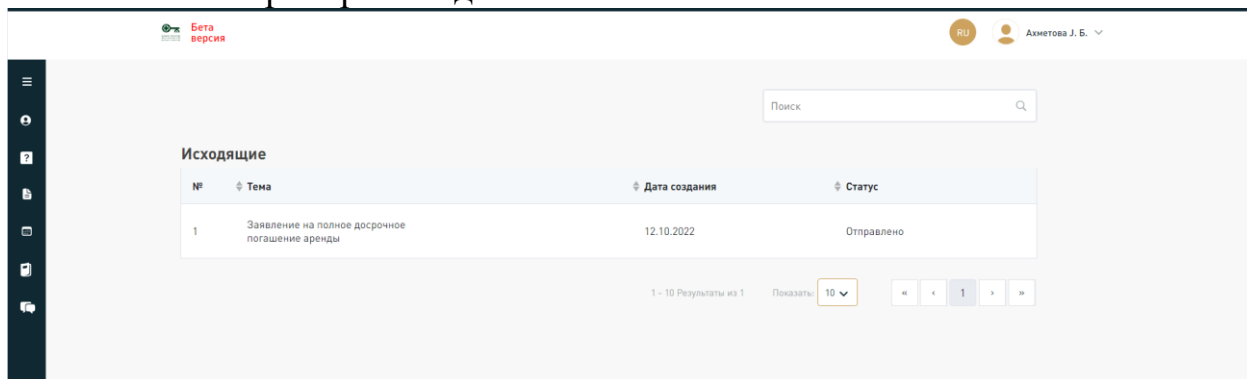 Бета
версия
RU
Ахметова J. Б.
Поиск
Исходящие
№ Тема Дата создания Статус
1 Заявление на полное досрочное
погашение аренды 12.10.2022 Отправлено
1 - 10 Результаты из 1 Показать: 10 « ‹ 1 › »